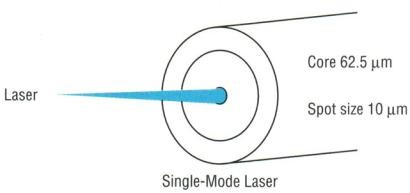 Core 62.5 µm
Laser
Spot size 10 µm
Single-Mode Laser